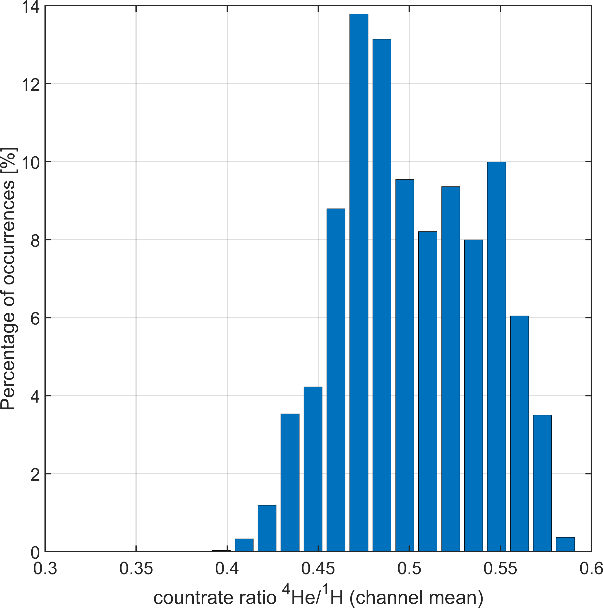 Percentage of occurrences [%]
14
12
10
8
6
4
2
0
0.3 0.35 0.4 0.45 0.5 0.55 0.6
countrate ratio ⁴He/¹H (channel mean)